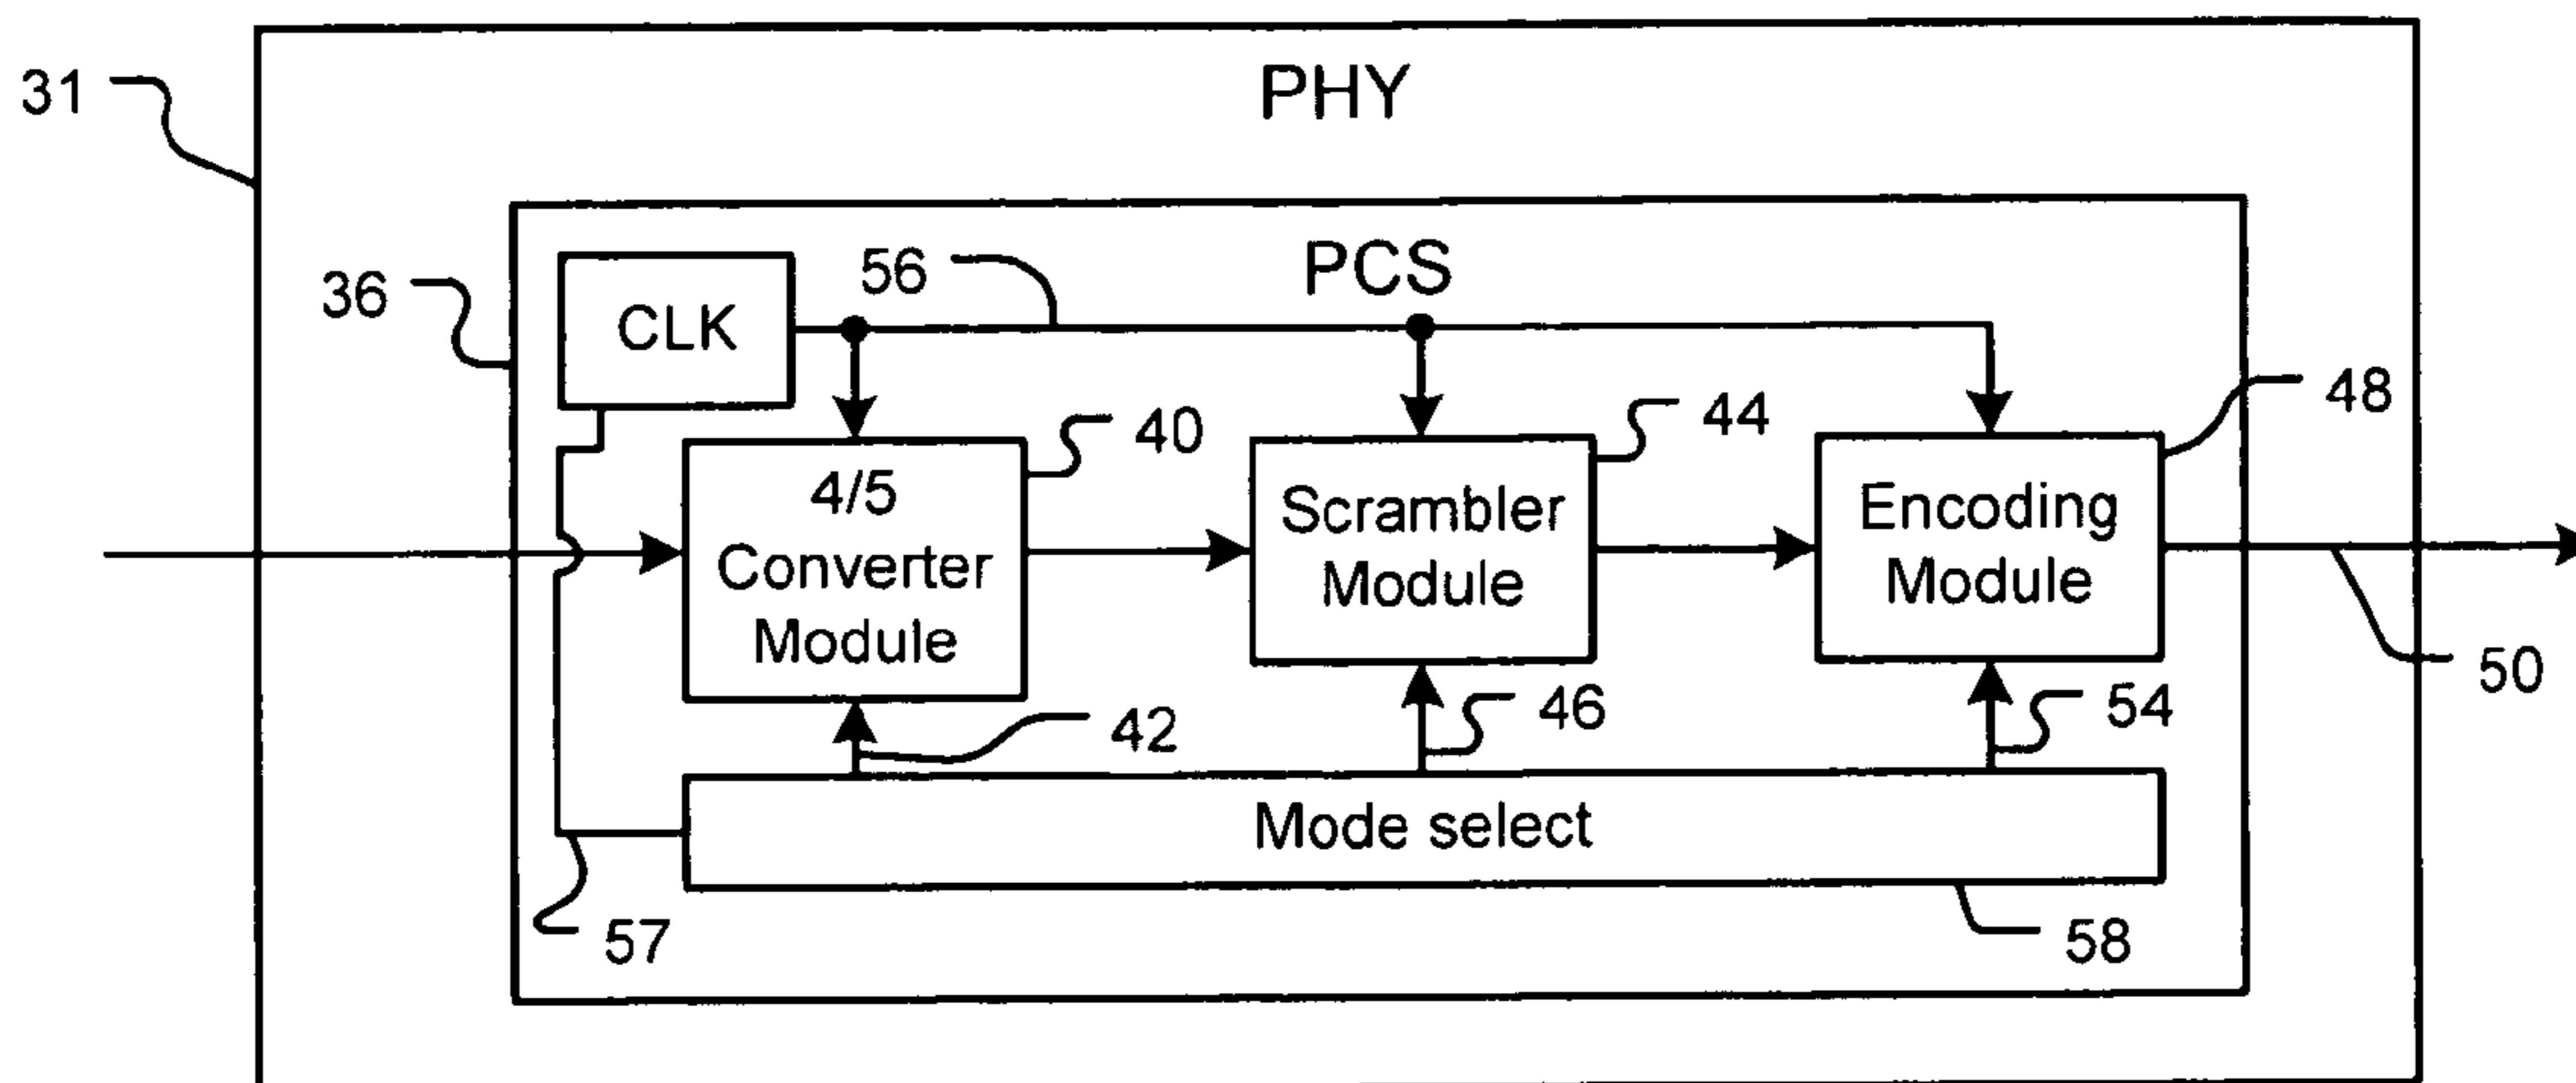 PHY
31
PCS
56
36
CLK
48
40
44
4/5
Converter
Module
Scrambler
Module
Encoding
Module
50
42
46
54
Mode select
57
58